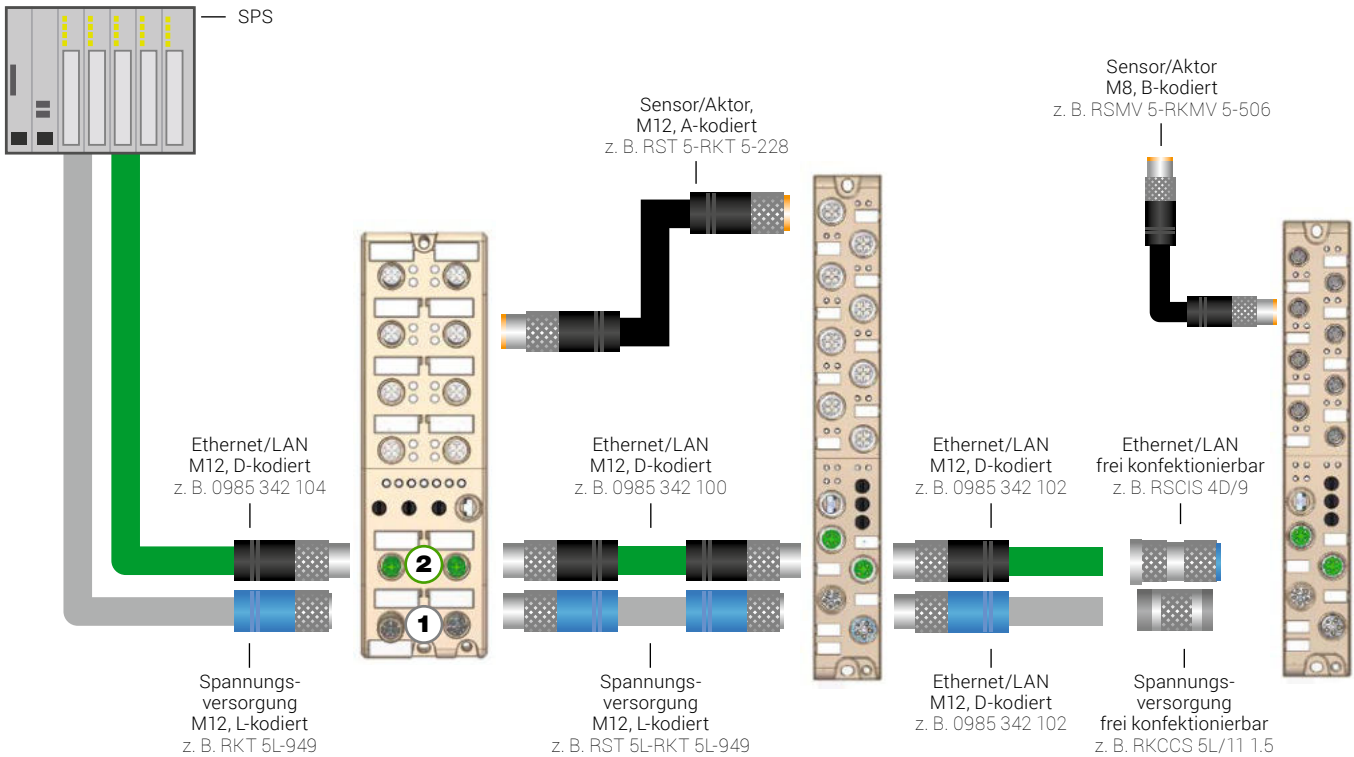 SPS
Sensor/Aktor
M8, B-kodiert
z. B. RSMV 5-RKMV 5-506
Sensor/Aktor,
M12, A-kodiert
z. B. RST 5-RKT 5-228
Ethernet/LAN
M12, D-kodiert
z. B. 0985 342 104
Ethernet/LAN
M12, D-kodiert
z. B. 0985 342 100
Ethernet/LAN
M12, D-kodiert
z. B. 0985 342 102
Ethernet/LAN
frei konfektionierbar
z. B. RSCIS 4D/9
2
1
Spannungs-
versorgung
M12, L-kodiert
z. B. RKT 5L-949
Spannungs-
versorgung
M12, L-kodiert
z. B. RST 5L-RKT 5L-949
Ethernet/LAN
M12, D-kodiert
z. B. 0985 342 102
Spannungs-
versorgung
frei konfektionierbar
z. B. RKCCS 5L/11 1.5